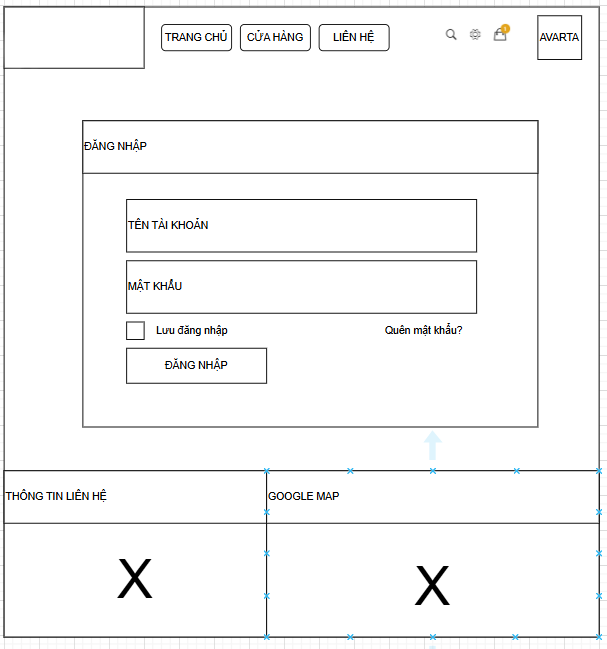 TRANG CHỦ
CỬA HÀNG
LIÊN HỆ
1
AVARTA
ĐĂNG NHẬP
TÊN TÀI KHOẢN
MẬT KHẨU
Lưu đăng nhập
Quên mật khẩu?
ĐĂNG NHẬP
THÔNG TIN LIÊN HỆ
GOOGLE MAP
X
X